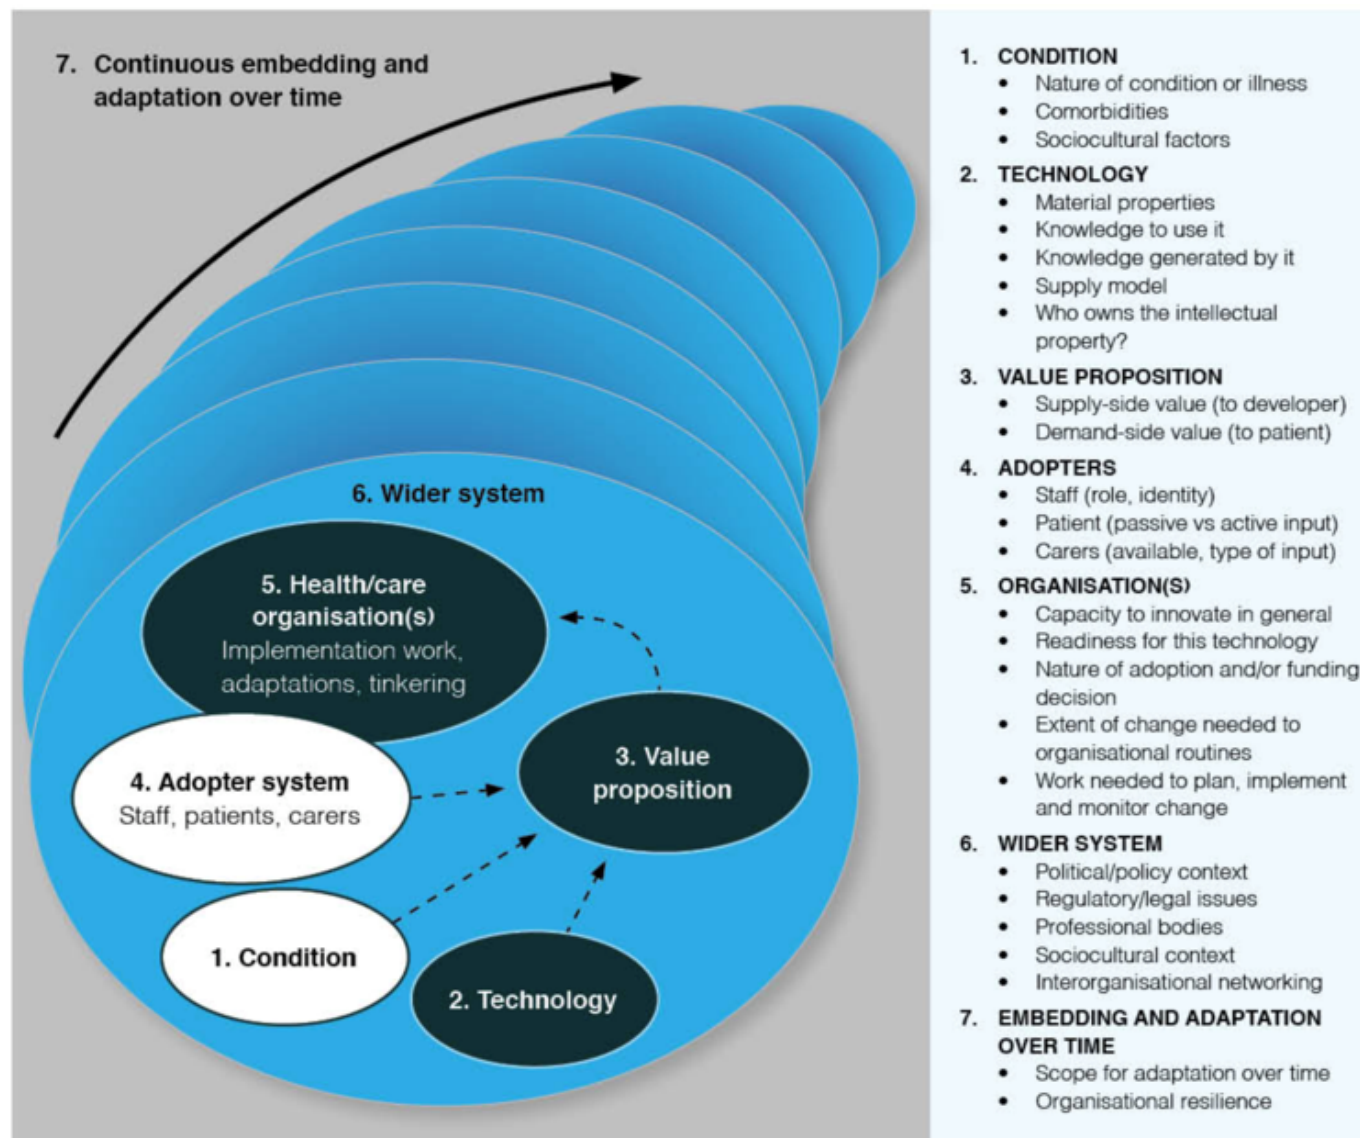 7. Continuous embedding and
adaptation over time
6. Wider system
5. Health/care
organisation(s)
Implementation work,
adaptations, tinkering
4. Adopter system
Staff, patients, carers
3. Value
proposition
1. Condition
2. Technology
1. CONDITION
• Nature of condition or illness
• Comorbidities
• Sociocultural factors
2. TECHNOLOGY
• Material properties
• Knowledge to use it
• Knowledge generated by it
• Supply model
• Who owns the intellectual
property?
3. VALUE PROPOSITION
• Supply-side value (to developer)
• Demand-side value (to patient)
4. ADOPTERS
• Staff (role, identity)
• Patient (passive vs active input)
• Carers (available, type of input)
5. ORGANISATION(S)
• Capacity to innovate in general
• Readiness for this technology
• Nature of adoption and/or funding
decision
• Extent of change needed to
organisational routines
• Work needed to plan, implement
and monitor change
6. WIDER SYSTEM
• Political/policy context
• Regulatory/legal issues
• Professional bodies
• Sociocultural context
• Interorganisational networking
7. EMBEDDING AND ADAPTATION
OVER TIME
• Scope for adaptation over time
• Organisational resilience